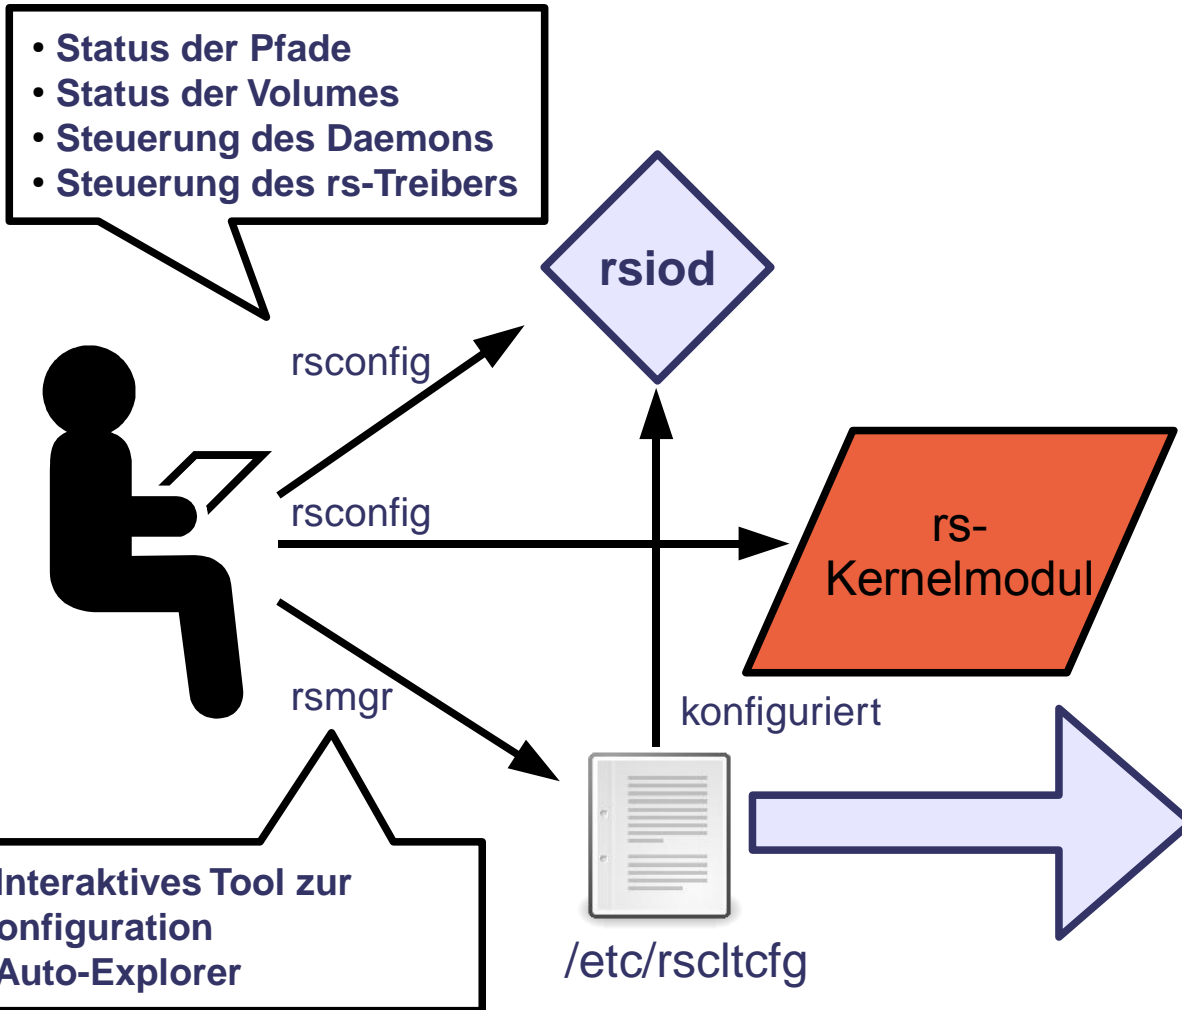 • Status der Pfade
• Status der Volumes
• Steuerung des Daemons
• Steuerung des rs-Treibers
rsiod
rsconfig
rsconfig
rs-
Kernelmodul
rsmgr
konfiguriert
Interaktives Tool zur
onfiguration
Auto-Explorer
/etc/rscltcfg